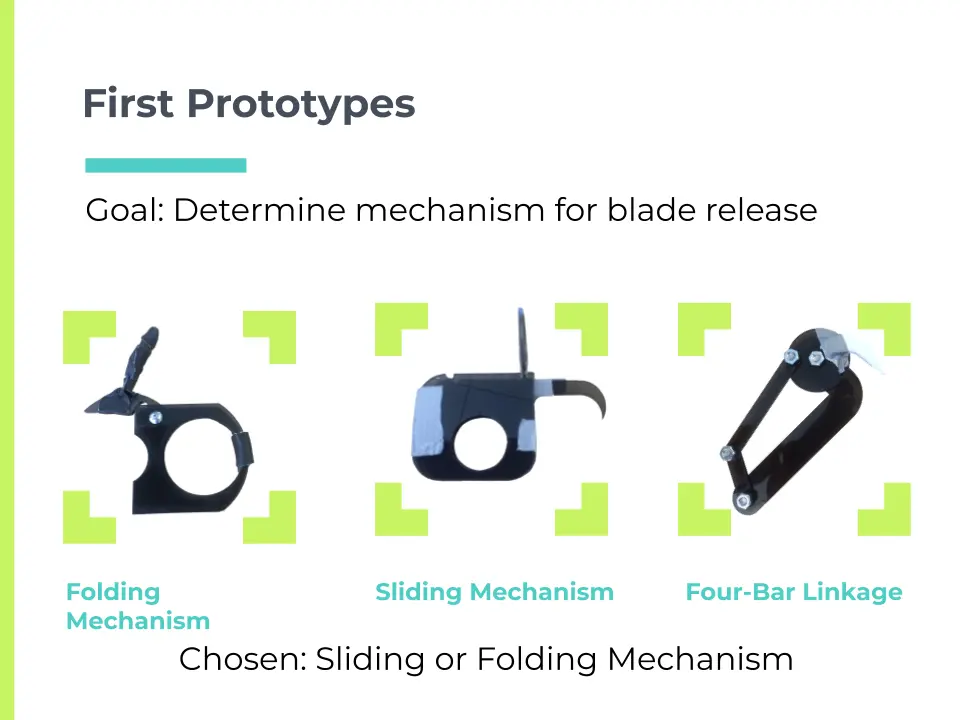 First Prototypes
Goal: Determine mechanism for blade release
Folding
Mechanism
Sliding Mechanism
Four-Bar Linkage
Chosen: Sliding or Folding Mechanism